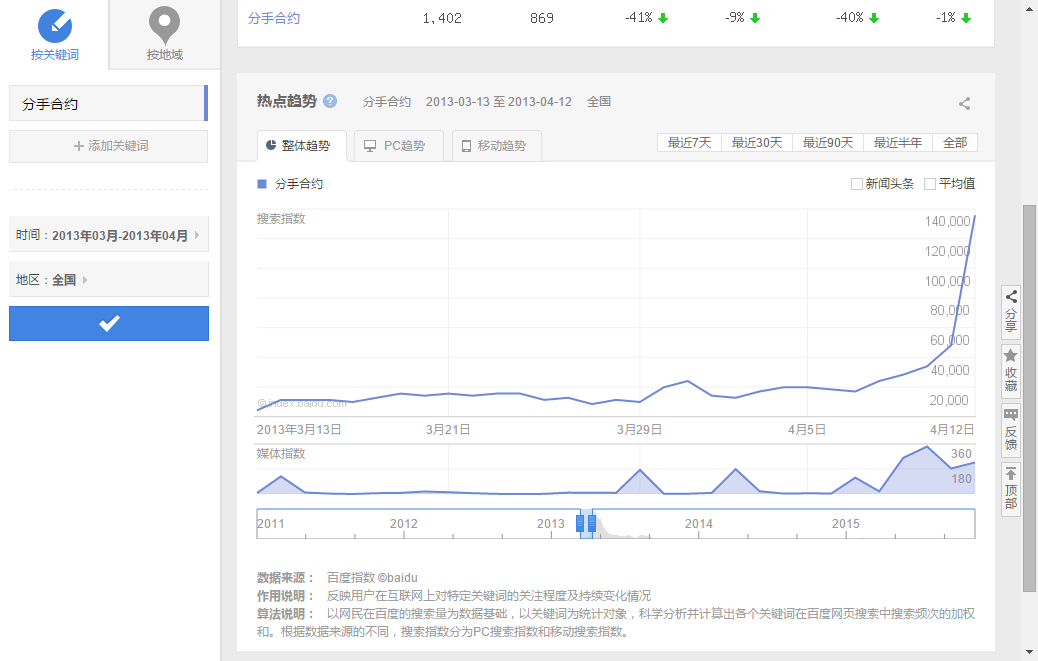 按关键词
按地域
分手合约
+ 添加关键词
时间：2013年03月-2013年04月
地区：全国
分手合约 1,402 869 -41% -9% -40% -1%
热点趋势 ? 分手合约 2013-03-13 至 2013-04-12 全国
整体趋势 PC趋势 移动趋势 最近7天 最近30天 最近90天 最近半年 全部
分手合约 新闻头条 平均值
搜索指数
140,000
120,000
100,000
80,000
60,000
40,000
20,000
©index.baidu.com
2013年3月13日 3月21日 3月29日 4月5日 4月12日
媒体指数
360
180
2011 2012 2013 2014 2015
数据来源： 百度指数 ©baidu
作用说明： 反映用户在互联网上对特定关键词的关注程度及持续变化情况
算法说明： 以网民在百度的搜索量为数据基础，以关键词为统计对象，科学分析并计算出各个关键词在百度网页搜索中搜索频次的加权
和。根据数据来源的不同，搜索指数分为PC搜索指数和移动搜索指数。
分享
收藏
反馈
顶部